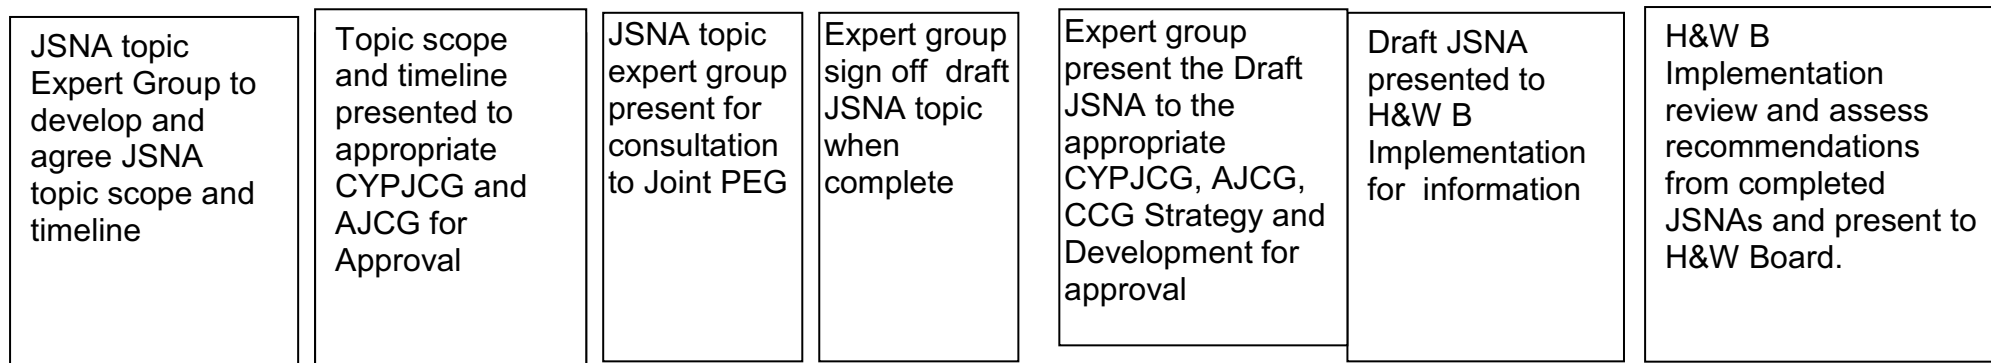 JSNA topic
Expert Group to
develop and
agree JSNA
topic scope and
timeline
Topic scope
and timeline
presented to
appropriate
CYPJCG and
AJCG for
Approval
JSNA topic
expert group
present for
consultation
to Joint PEG
Expert group
sign off  draft
JSNA topic
when
complete
Expert group
present the Draft
JSNA to the
appropriate
CYPJCG, AJCG,
CCG Strategy and
Development for
approval
Draft JSNA
presented to
H&W B
Implementation
for  information
H&W B
Implementation
review and assess
recommendations
from completed
JSNAs and present to
H&W Board.